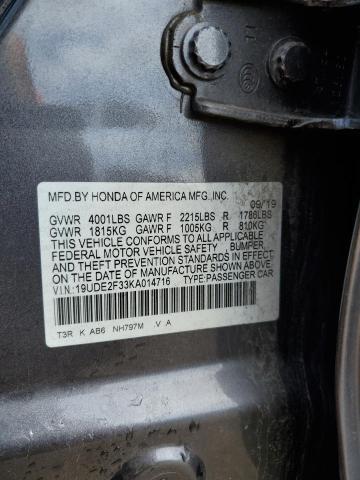 MFD.BY HONDA OF AMERICA MFG., INC. 09/19
GVWR 4001LBS GAWR F 2215LBS R 1786LBS
GVWR 1815KG GAWR F 1005KG R 810KG
THIS VEHICLE CONFORMS TO ALL APPLICABLE
FEDERAL MOTOR VEHICLE SAFETY, BUMPER,
AND THEFT PREVENTION STANDARDS IN EFFECT
ON THE DATE OF MANUFACTURE SHOWN ABOVE.
V.I.N:19UDE2F33KA014716 TYPE:PASSENGER CAR
T3R K AB6 NH797M .V A